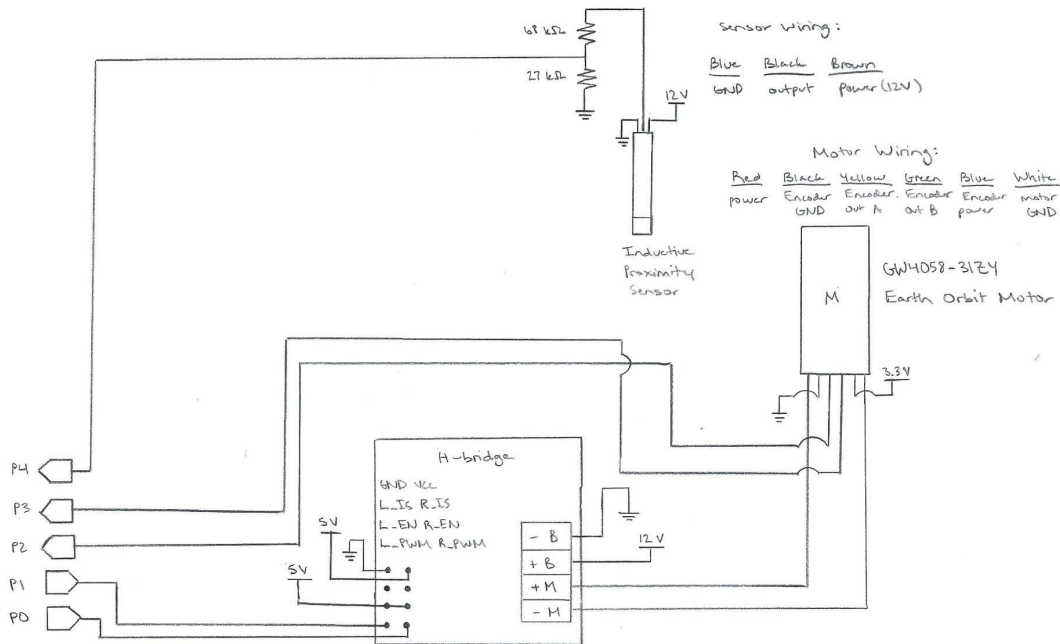 68 kΩ
27 kΩ
12V
Sensor Wiring:
Blue Black Brown
GND output power (12V)
Inductive
Proximity
Sensor
Motor Wiring:
Red Black Yellow Green Blue White
power Encoder Encoder Encoder Encoder motor
GND out A out B power GND
M
GW4058-31ZY
Earth Orbit Motor
3.3V
P4
P3
P2
P1
P0
H-bridge
GND VCC
L_IS R_IS
L_EN R_EN
L_PWM R_PWM
5V
5V
- B
+ B
+ M
- M
12V